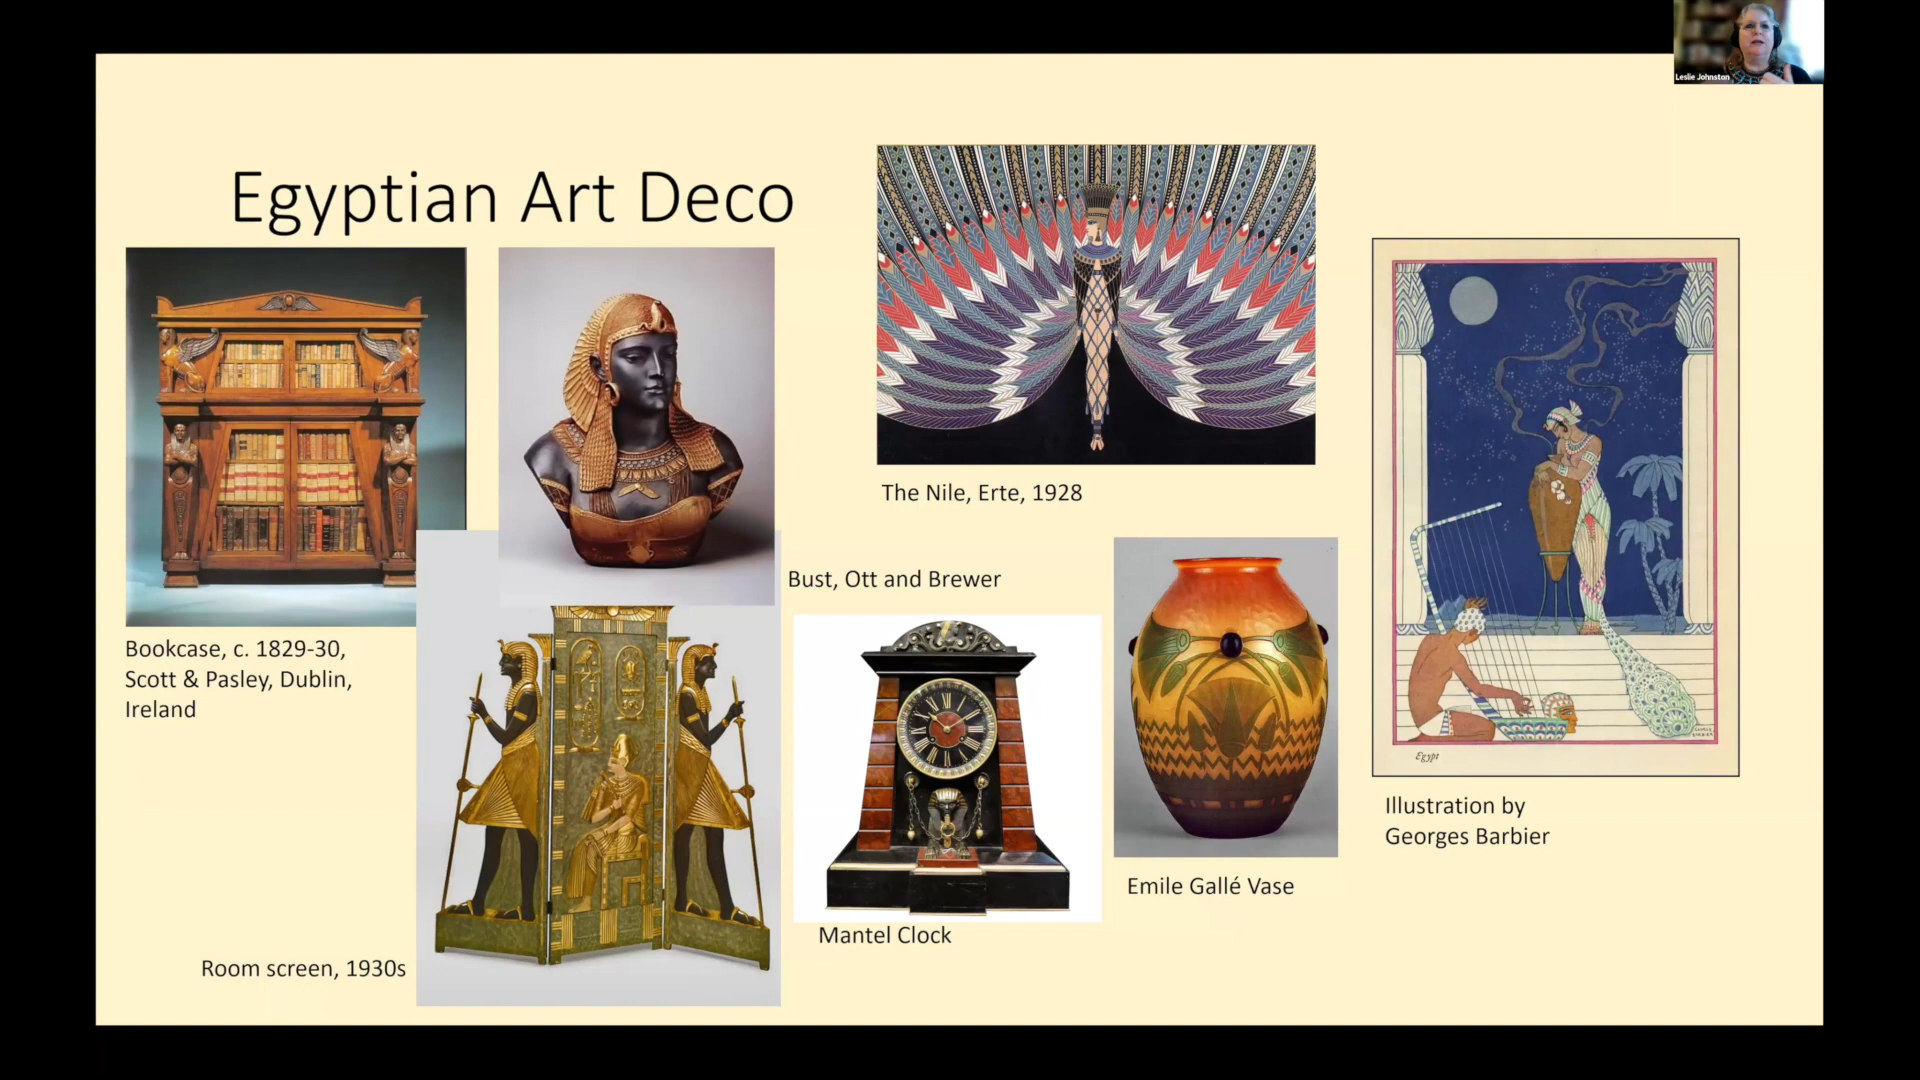 Leslie Johnston
Egyptian Art Deco
The Nile, Erte, 1928
Bust, Ott and Brewer
Bookcase, c. 1829-30,
Scott & Pasley, Dublin,
Ireland
Egypt
Illustration by
Georges Barbier
Emile Gallé Vase
Mantel Clock
Room screen, 1930s